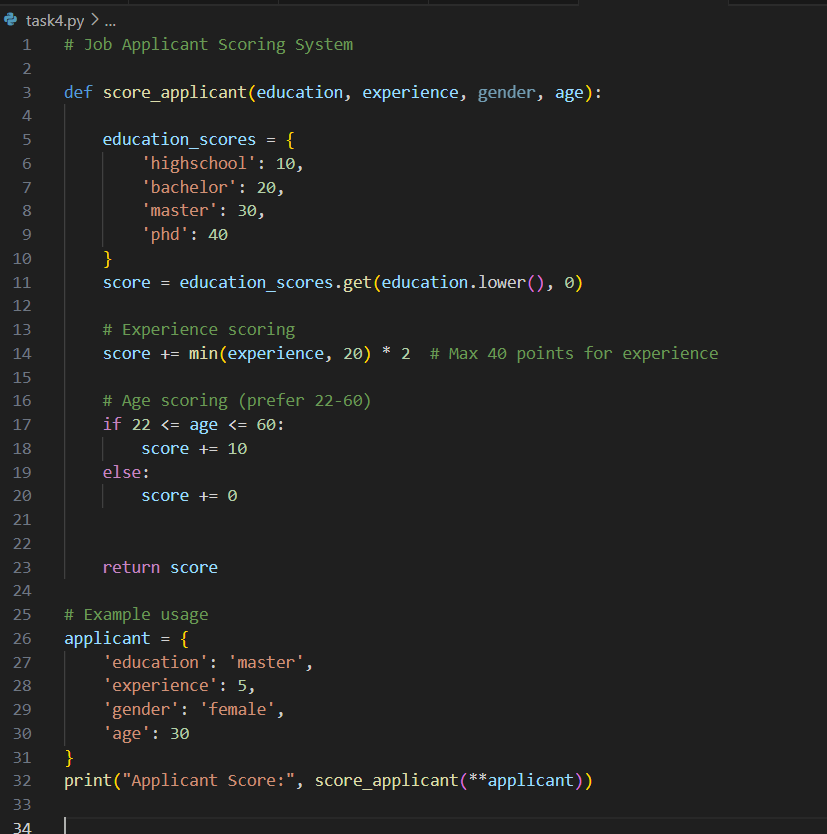 task4.py > ...
1 # Job Applicant Scoring System
2
3 def score_applicant(education, experience, gender, age):
4
5     education_scores = {
6         'highschool': 10,
7         'bachelor': 20,
8         'master': 30,
9         'phd': 40
10     }
11     score = education_scores.get(education.lower(), 0)
12
13     # Experience scoring
14     score += min(experience, 20) * 2  # Max 40 points for experience
15
16     # Age scoring (prefer 22-60)
17     if 22 <= age <= 60:
18         score += 10
19     else:
20         score += 0
21
22
23     return score
24
25 # Example usage
26 applicant = {
27     'education': 'master',
28     'experience': 5,
29     'gender': 'female',
30     'age': 30
31 }
32 print("Applicant Score:", score_applicant(**applicant))
33
34